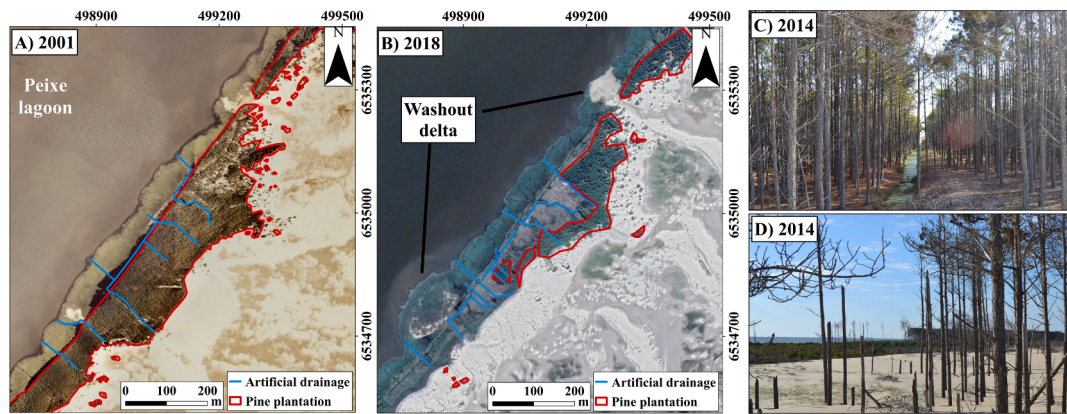 498900 499200 499500
498900 499200 499500
A) 2001
N
Peixe
lagoon
6535300
6535000
6534700
Artificial drainage
Pine plantation
0 100 200
m
B) 2018
N
Washout
delta
6535300
6535000
6534700
Artificial drainage
Pine plantation
0 100 200
m
C) 2014
D) 2014